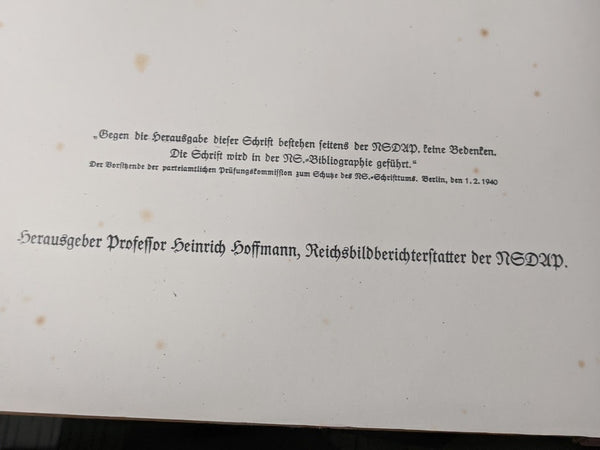 „Gegen die Herausgabe dieser Schrift bestehen seitens der NSDAP. keine Bedenken.
Die Schrift wird in der NS.-Bibliographie geführt.“
Der Vorsitzende der parteiamtlichen Prüfungskommission zum Schutze des NS.-Schrifttums. Berlin, den 1. 2. 1940
Herausgeber Professor Heinrich Hoffmann, Reichsbildberichterstatter der NSDAP.